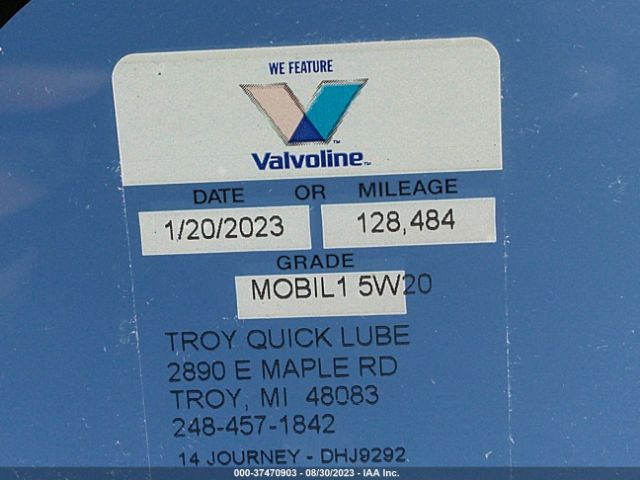 WE FEATURE
Valvoline™
DATE OR MILEAGE
1/20/2023 128,484
GRADE
MOBIL1 5W20
TROY QUICK LUBE
2890 E MAPLE RD
TROY, MI 48083
248-457-1842
14 JOURNEY - DHJ9292
000-37470903 - 08/30/2023 - IAA Inc.